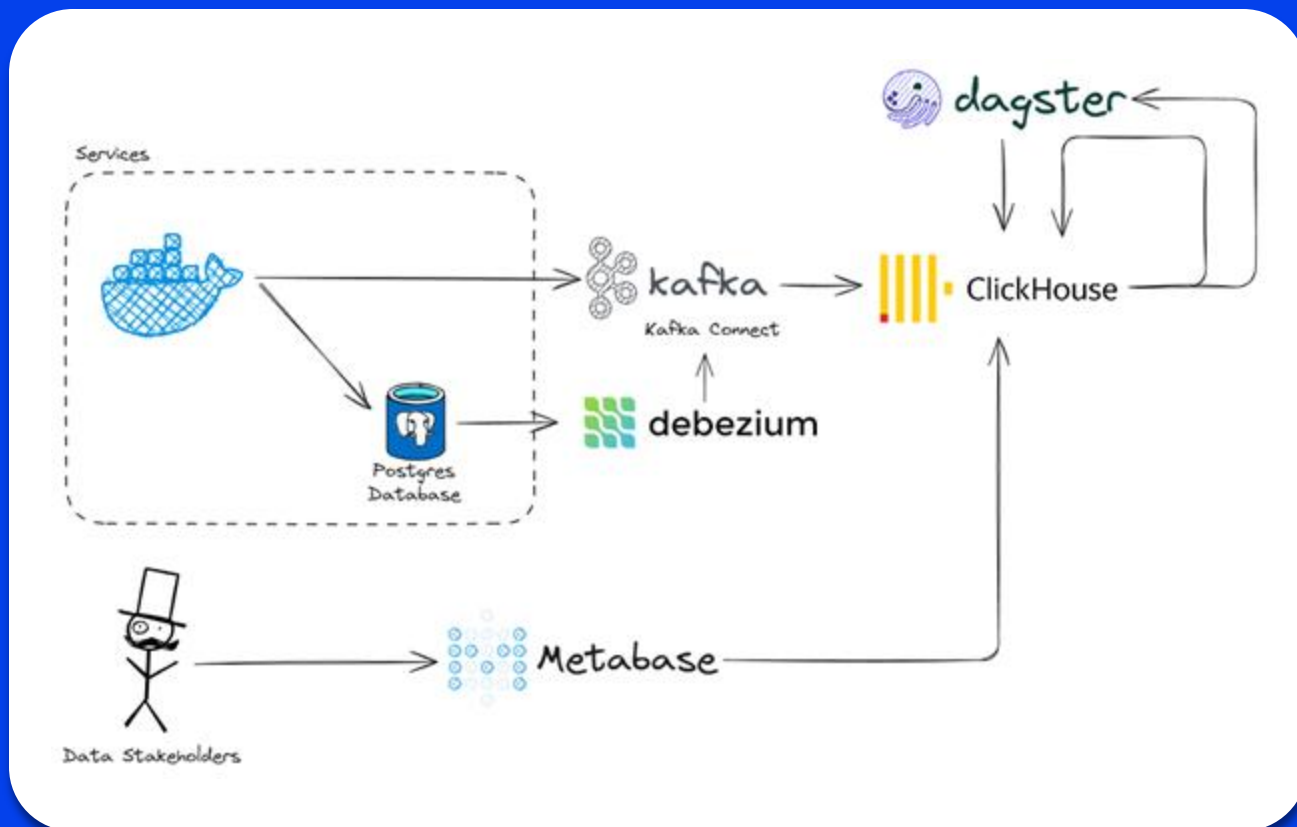 dagster
Services
kafka
Kafka Connect
ClickHouse
debezium
Postgres
Database
Metabase
Data Stakeholders